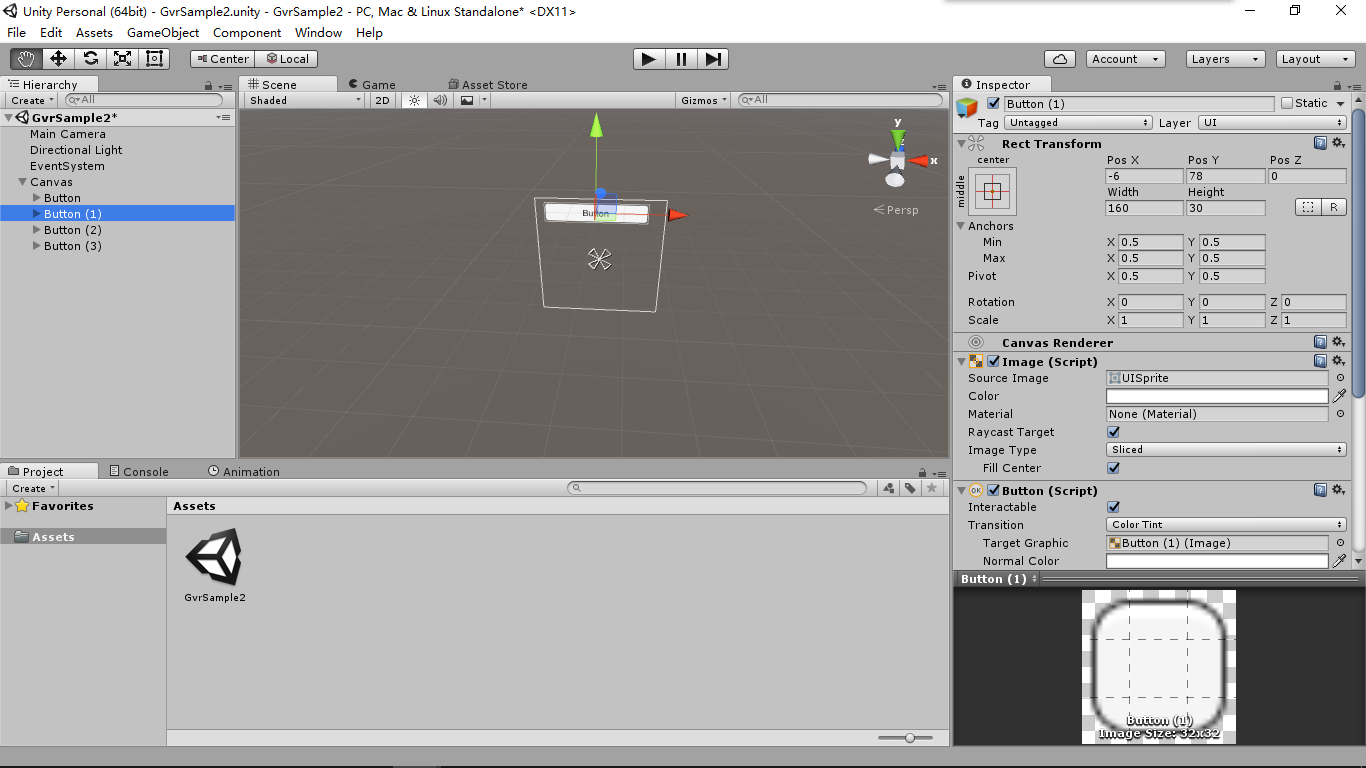 Unity Personal (64bit) - GvrSample2.unity - GvrSample2 - PC, Mac & Linux Standalone* <DX11>
File Edit Assets GameObject Component Window Help
Center Local Account Layers Layout
Hierarchy
Create All
GvrSample2*
Main Camera
Directional Light
EventSystem
Canvas
Button
Button (1)
Button (2)
Button (3)
Scene Game Asset Store
Shaded 2D Gizmos All
y
x
Persp
Button
Inspector
Button (1) Static
Tag Untagged Layer UI
Rect Transform
center Pos X Pos Y Pos Z
middle -6 78 0
Width Height
160 30 R
Anchors
Min X 0.5 Y 0.5
Max X 0.5 Y 0.5
Pivot X 0.5 Y 0.5
Rotation X 0 Y 0 Z 0
Scale X 1 Y 1 Z 1
Canvas Renderer
Image (Script)
Source Image UISprite
Color
Material None (Material)
Raycast Target
Image Type Sliced
Fill Center
OK Button (Script)
Interactable
Transition Color Tint
Target Graphic Button (1) (Image)
Normal Color
Button (1)
Button (1)
Image Size: 32x32
Project Console Animation
Create
Favorites
Assets
Assets
GvrSample2